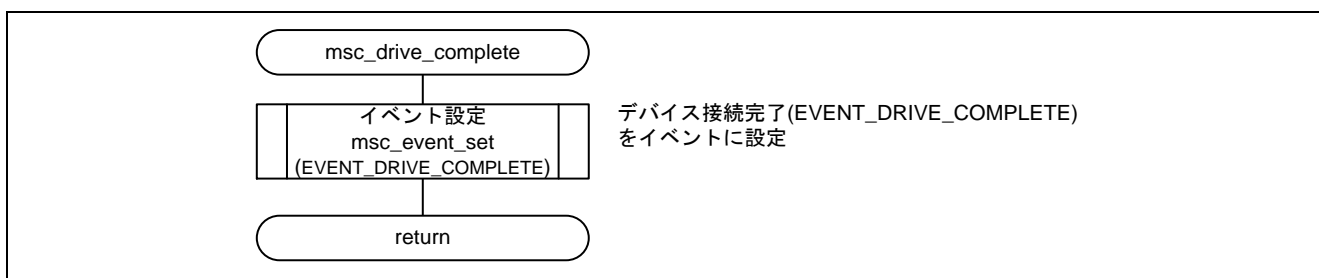 msc_drive_complete
イベント設定
msc_event_set
(EVENT_DRIVE_COMPLETE)
デバイス接続完了(EVENT_DRIVE_COMPLETE)
をイベントに設定
return